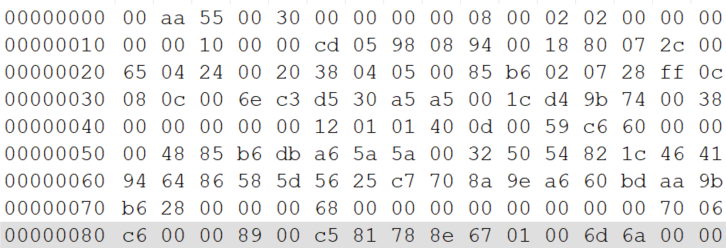 00000000 00 aa 55 00 30 00 00 00 00 08 00 02 02 00 00 00
00000010 00 00 10 00 00 cd 05 98 08 94 00 18 80 07 2c 00
00000020 65 04 24 00 20 38 04 05 00 85 b6 02 07 28 ff 0c
00000030 08 0c 00 6e c3 d5 30 a5 a5 00 1c d4 9b 74 00 38
00000040 00 00 00 00 00 12 01 01 40 0d 00 59 c6 60 00 00
00000050 00 48 85 b6 db a6 5a 5a 00 32 50 54 82 1c 46 41
00000060 94 64 86 58 5d 56 25 c7 70 8a 9e a6 60 bd aa 9b
00000070 b6 28 00 00 00 68 00 00 00 00 00 00 00 00 70 06
00000080 c6 00 00 89 00 c5 81 78 8e 67 01 00 6d 6a 00 00